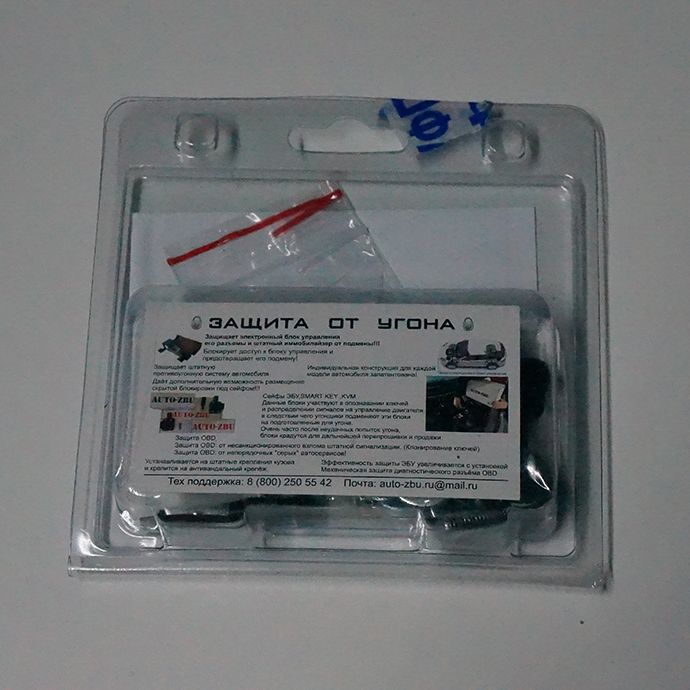 ЗАЩИТА ОТ УГОНА
Защищает электронный блок управления
его разъемы и штатный иммобилайзер от подмены!!!
Блокирует доступ к блоку управления и
предотвращает его подмену!
Защищает штатную
противоугонную систему автомобиля
Даёт дополнительную возможность размещения
скрытой блокировки под сейфом!!!
Индивидуальная конструкция для каждой
модели автомобиля запатентована!
AUTO-ZBU
AUTO-ZBU
Сейфы ЭБУ,SMART KEY ,KVM
Данные блоки участвуют в опознавании ключей
и распределении сигналов на управление двигателя
в следствии чего угонщики меняют эти блоки
на подготовленные для угона.
Очень часто после неудачных попыток угона,
блоки крадутся для дальнейшей перепрошивки и продажи
Защита OBD
Защита OBD: от несанкционированного взлома штатной сигнализации. (Клонирование ключей)
Защита OBD: от непорядочных "серых" автосервисов!
Устанавливается на штатные крепления кузова
и крепится на антивандальный крепёж.
Эффективность защиты ЭБУ увеличивается с установкой
Механическая защита диагностического разъёма OBD
Тех поддержка: 8 (800) 250 55 42 Почта: auto-zbu.ru@mail.ru